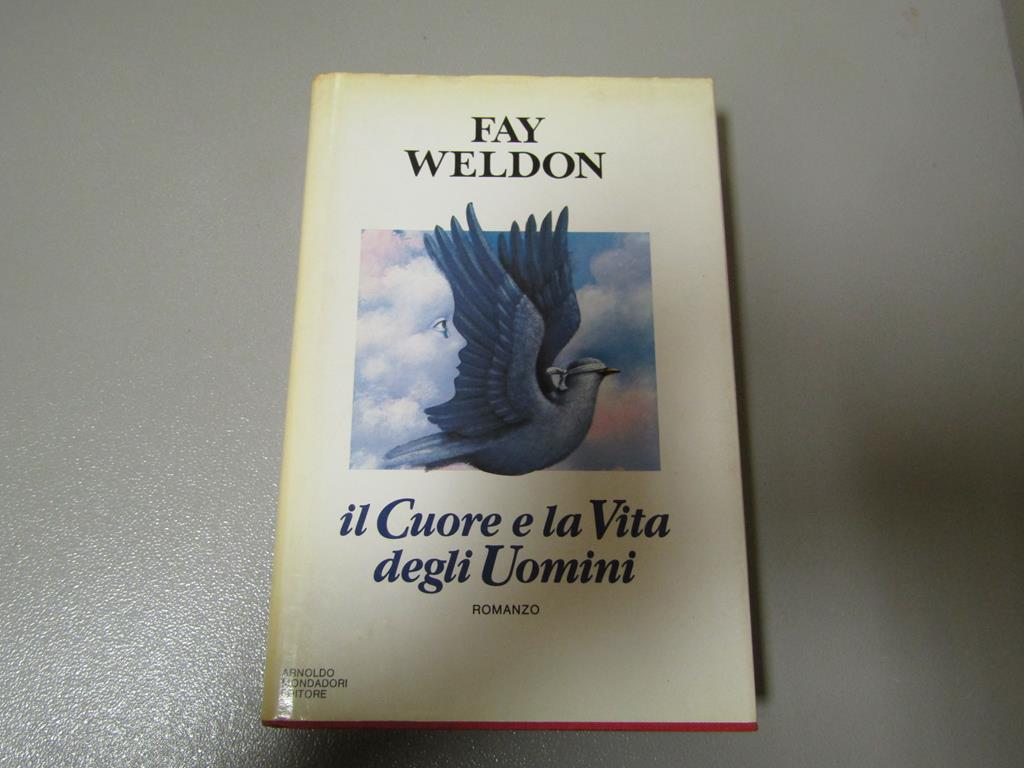 FAY
WELDON
il Cuore e la Vita
degli Uomini
ROMANZO
ARNOLDO
MONDADORI
EDITORE